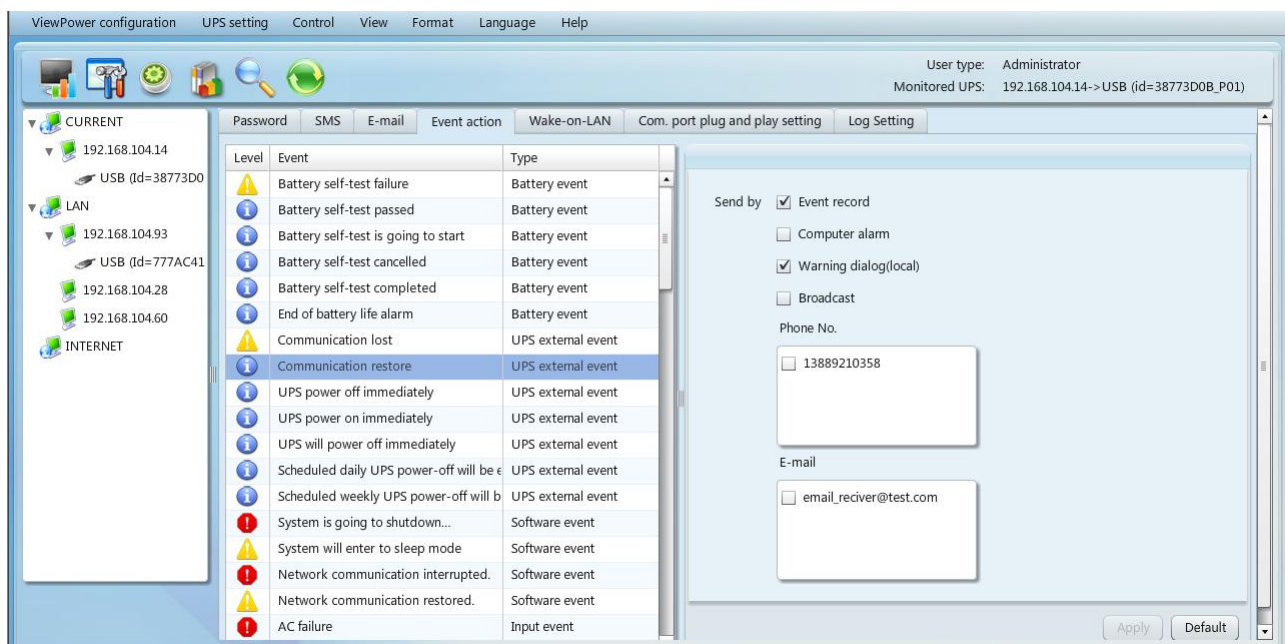 ViewPower configuration UPS setting Control View Format Language Help
User type: Administrator
Monitored UPS: 192.168.104.14->USB (id=38773D0B_P01)
CURRENT
192.168.104.14
USB (Id=38773D0
LAN
192.168.104.93
USB (Id=777AC41
192.168.104.28
192.168.104.60
INTERNET
Password SMS E-mail Event action Wake-on-LAN Com. port plug and play setting Log Setting
Level Event Type
Battery self-test failure Battery event
Battery self-test passed Battery event
Battery self-test is going to start Battery event
Battery self-test cancelled Battery event
Battery self-test completed Battery event
End of battery life alarm Battery event
Communication lost UPS external event
Communication restore UPS external event
UPS power off immediately UPS external event
UPS power on immediately UPS external event
UPS will power off immediately UPS external event
Scheduled daily UPS power-off will be e UPS external event
Scheduled weekly UPS power-off will b UPS external event
System is going to shutdown... Software event
System will enter to sleep mode Software event
Network communication interrupted. Software event
Network communication restored. Software event
AC failure Input event
Send by Event record
Computer alarm
Warning dialog(local)
Broadcast
Phone No.
13889210358
E-mail
email_reciver@test.com
Apply Default